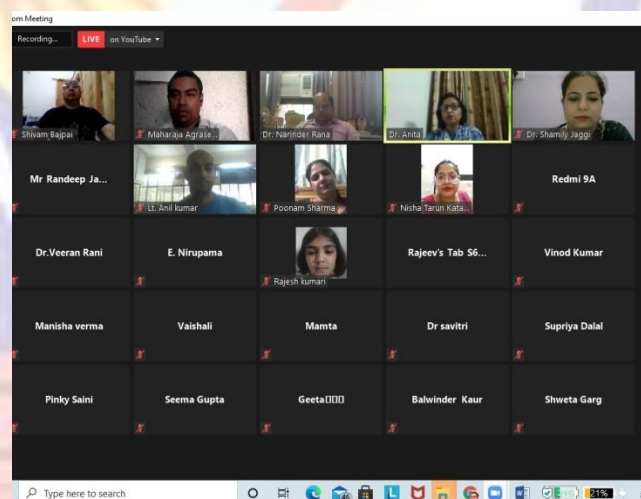 om Meeting
Recording... LIVE on YouTube
Shivam Bajpai Maharaja Agrase... Dr. Narinder Rana Dr. Anita Dr. Shamily Jaggi
Mr Randeep Ja... Lt. Anil kumar Poonam Sharma Nisha Tarun Kata... Redmi 9A
Dr.Veeran Rani E. Nirupama Rajesh kumari Rajeev's Tab S6... Vinod Kumar
Manisha verma Vaishali Mamta Dr savitri Supriya Dalal
Pinky Saini Seema Gupta Geeta▯▯▯ Balwinder Kaur Shweta Garg
Type here to search 21%